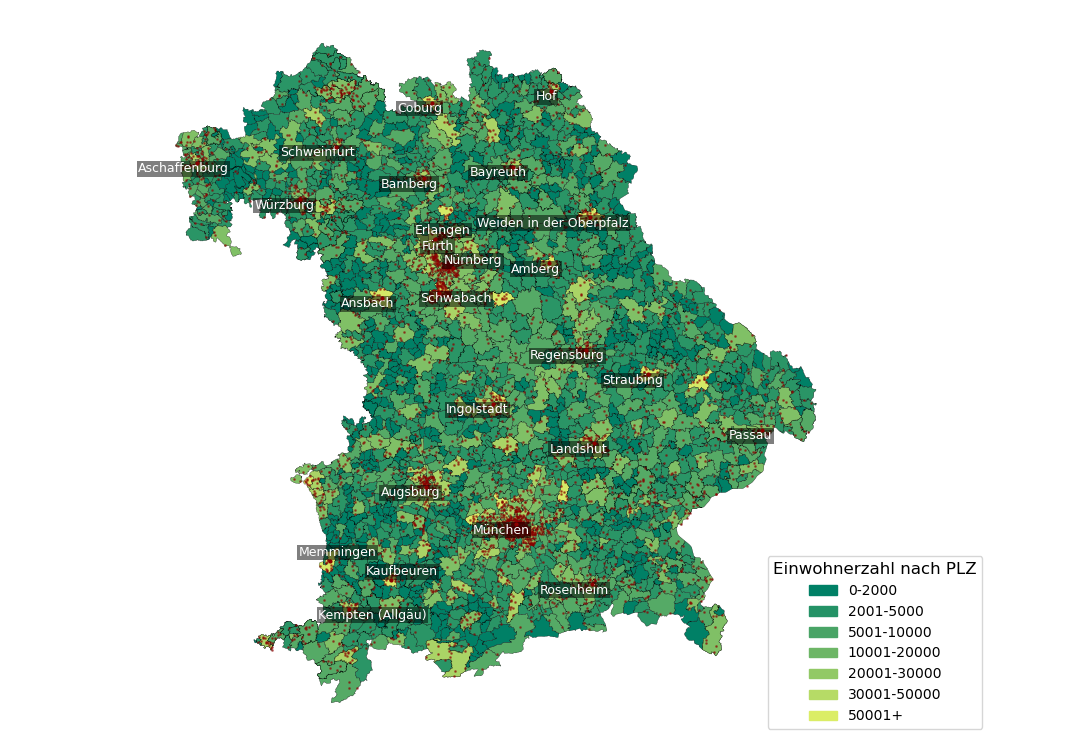 Hof
Coburg
Schweinfurt
Aschaffenburg
Bayreuth
Bamberg
Würzburg
Weiden in der Oberpfalz
Erlangen
Fürth
Nürnberg
Amberg
Schwabach
Ansbach
Regensburg
Straubing
Ingolstadt
Passau
Landshut
Augsburg
München
Memmingen
Kaufbeuren
Rosenheim
Kempten (Allgäu)
Einwohnerzahl nach PLZ
0-2000
2001-5000
5001-10000
10001-20000
20001-30000
30001-50000
50001+